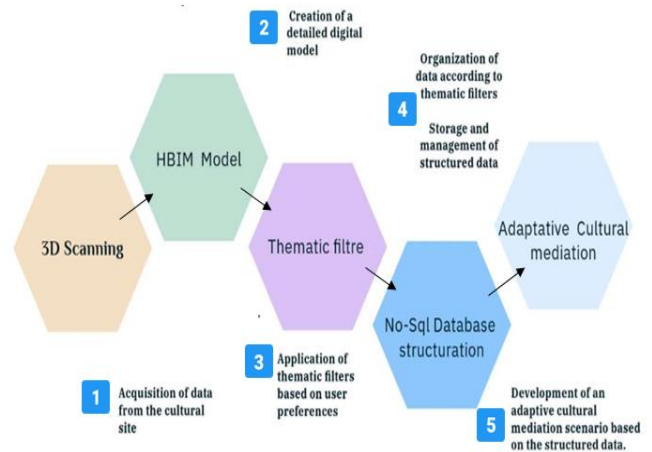 2
Creation of a
detailed digital
model
Organization of
data according to
thematic filters
4
Storage and
management of
structured data
HBIM Model
3D Scanning
Thematic filtre
Adaptative Cultural
mediation
No-Sql Database
structuration
1
Acquisition of data
from the cultural
site
3
Application of
thematic filters
based on user
preferences
5
Development of an
adaptive cultural
mediation scenario based
on the structured data.